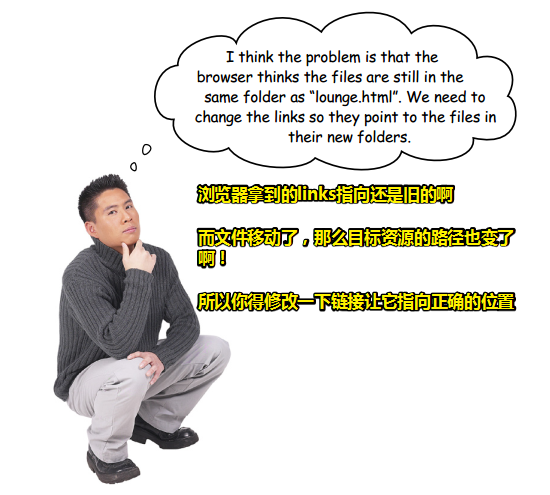 I think the problem is that the
browser thinks the files are still in the
same folder as “lounge.html”. We need to
change the links so they point to the files in
their new folders.
浏览器拿到的links指向还是旧的啊
而文件移动了，那么目标资源的路径也变了
啊！
所以你得修改一下链接让它指向正确的位置